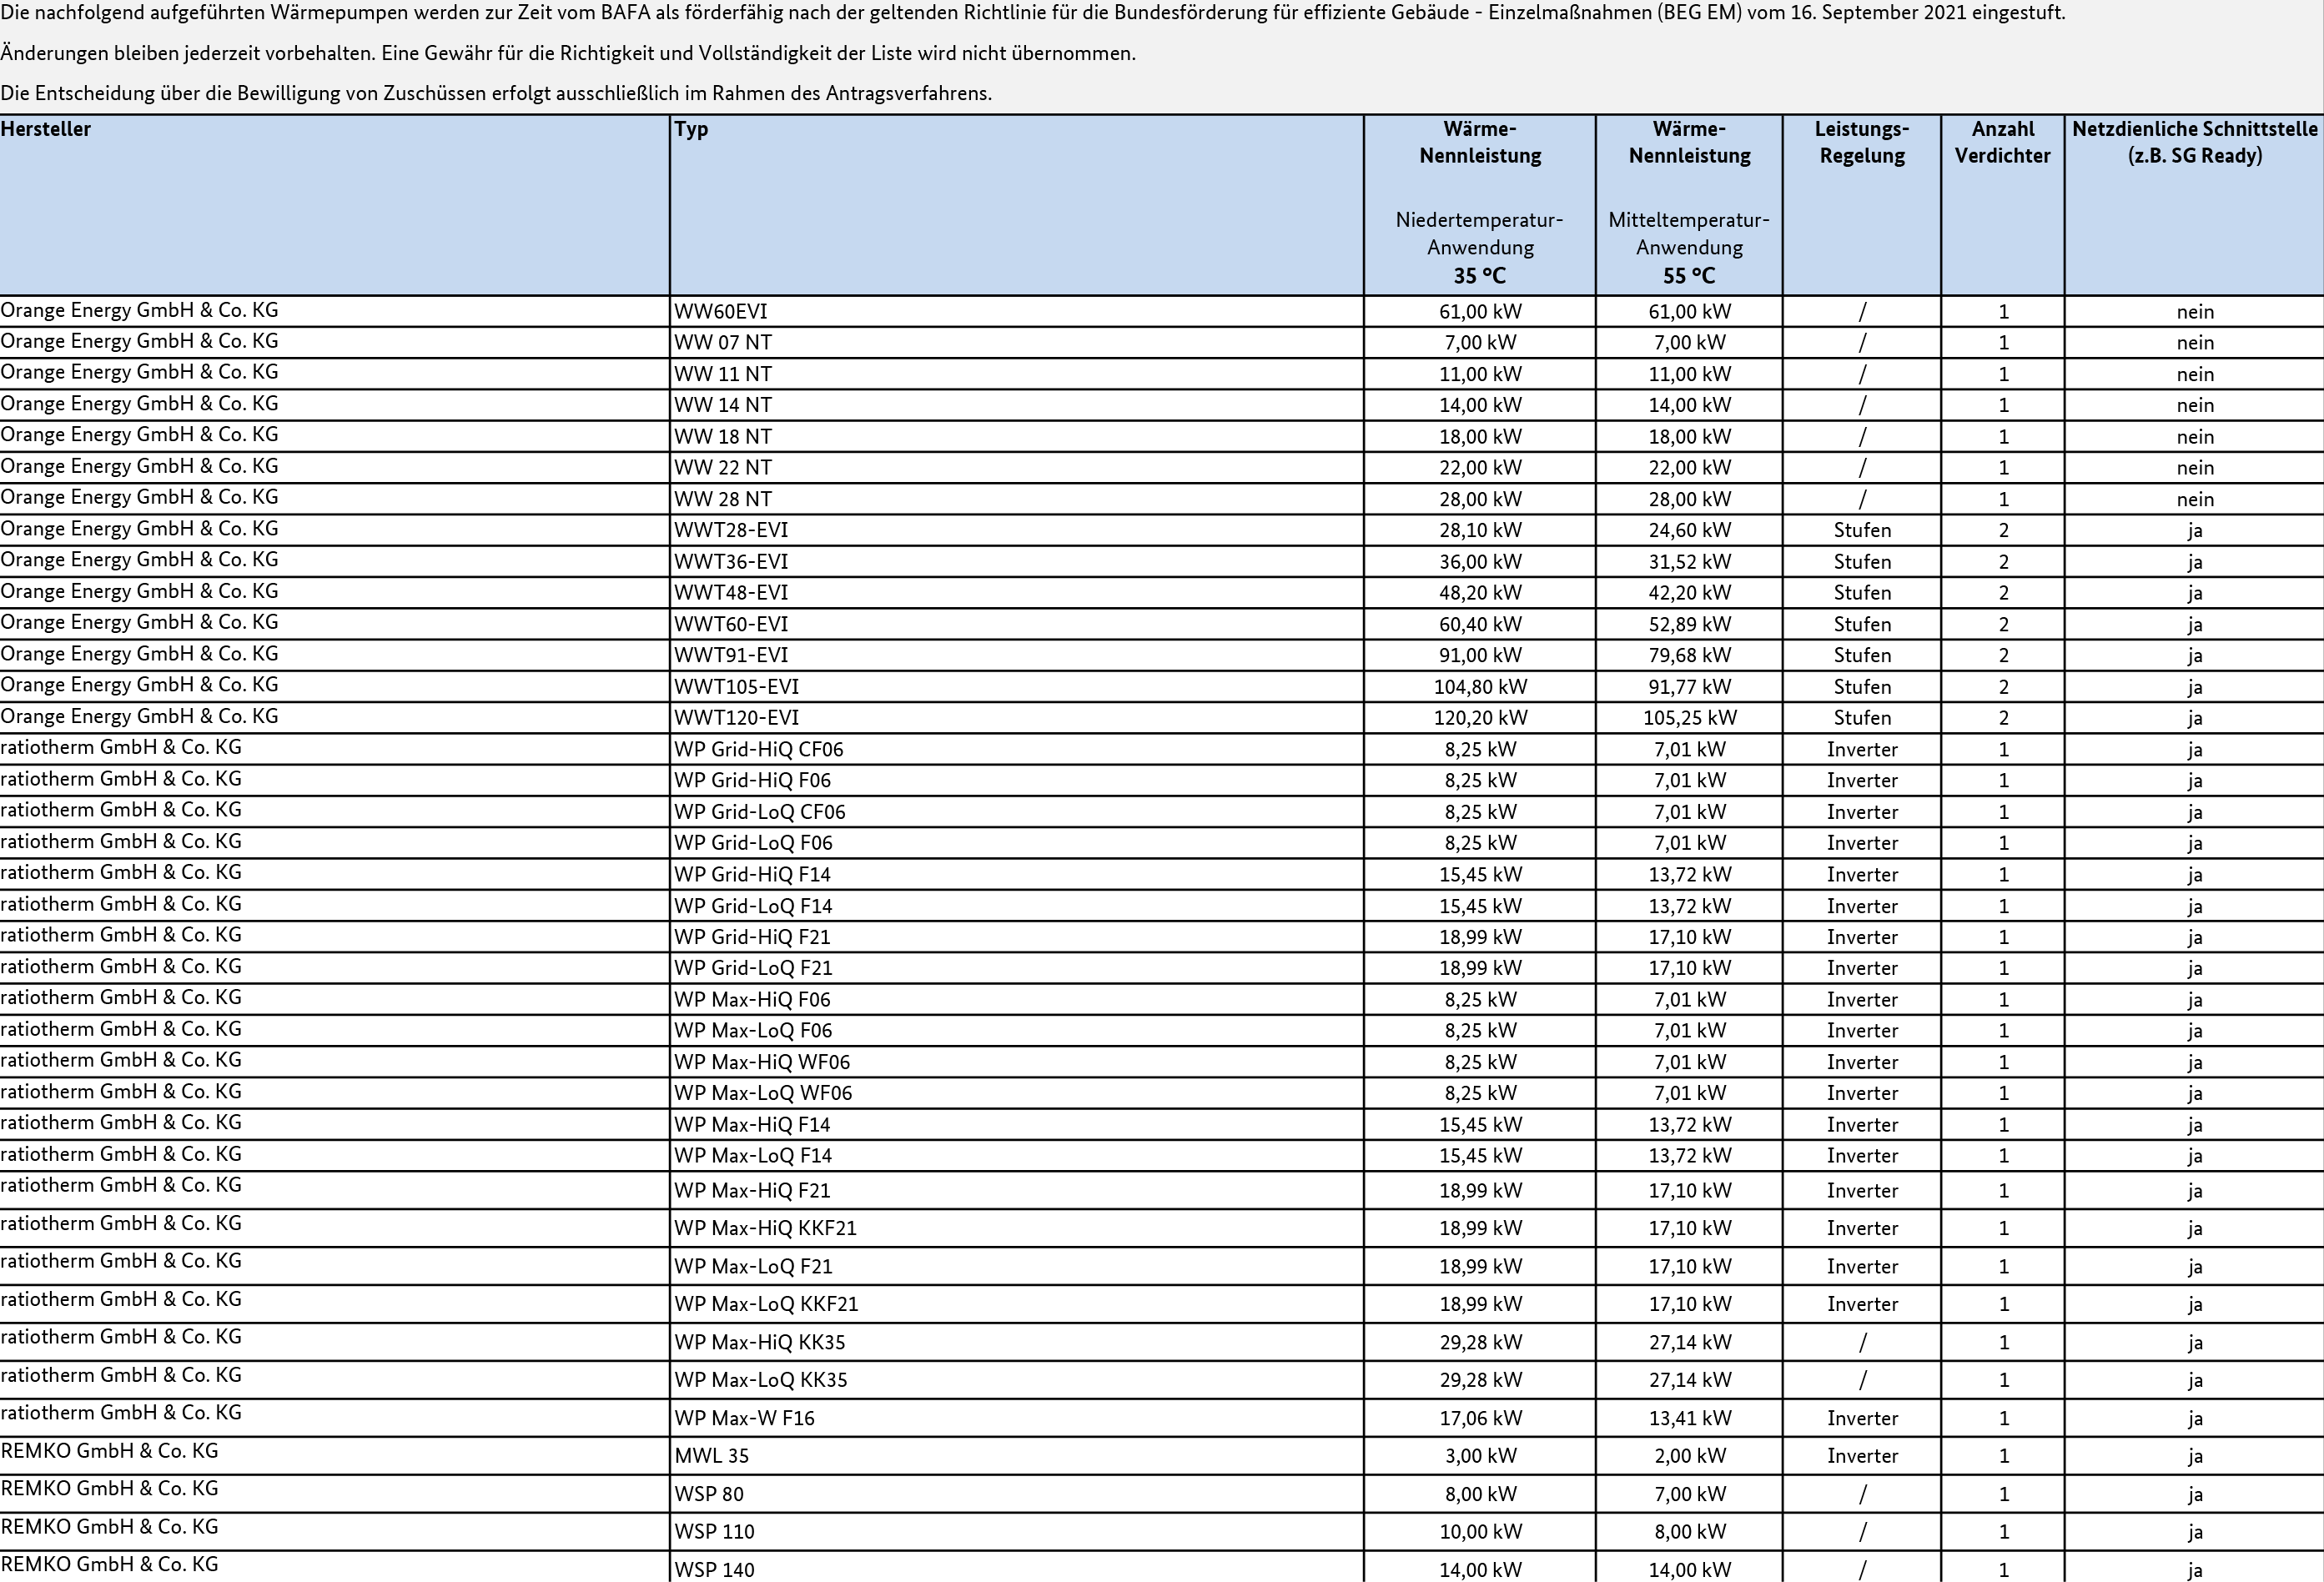 Die nachfolgend aufgeführten Wärmepumpen werden zur Zeit vom BAFA als förderfähig nach der geltenden Richtlinie für die Bundesförderung für effiziente Gebäude - Einzelmaßnahmen (BEG EM) vom 16. September 2021 eingestuft.
Änderungen bleiben jederzeit vorbehalten. Eine Gewähr für die Richtigkeit und Vollständigkeit der Liste wird nicht übernommen.
Die Entscheidung über die Bewilligung von Zuschüssen erfolgt ausschließlich im Rahmen des Antragsverfahrens.
Hersteller Typ Wärme- Wärme- Leistungs- Anzahl Netzdienliche Schnittstelle
Nennleistung Nennleistung Regelung Verdichter (z.B. SG Ready)
Niedertemperatur- Mitteltemperatur-
Anwendung Anwendung
35 °C 55 °C
Orange Energy GmbH & Co. KG WW60EVI 61,00 kW 61,00 kW / 1 nein
Orange Energy GmbH & Co. KG WW 07 NT 7,00 kW 7,00 kW / 1 nein
Orange Energy GmbH & Co. KG WW 11 NT 11,00 kW 11,00 kW / 1 nein
Orange Energy GmbH & Co. KG WW 14 NT 14,00 kW 14,00 kW / 1 nein
Orange Energy GmbH & Co. KG WW 18 NT 18,00 kW 18,00 kW / 1 nein
Orange Energy GmbH & Co. KG WW 22 NT 22,00 kW 22,00 kW / 1 nein
Orange Energy GmbH & Co. KG WW 28 NT 28,00 kW 28,00 kW / 1 nein
Orange Energy GmbH & Co. KG WWT28-EVI 28,10 kW 24,60 kW Stufen 2 ja
Orange Energy GmbH & Co. KG WWT36-EVI 36,00 kW 31,52 kW Stufen 2 ja
Orange Energy GmbH & Co. KG WWT48-EVI 48,20 kW 42,20 kW Stufen 2 ja
Orange Energy GmbH & Co. KG WWT60-EVI 60,40 kW 52,89 kW Stufen 2 ja
Orange Energy GmbH & Co. KG WWT91-EVI 91,00 kW 79,68 kW Stufen 2 ja
Orange Energy GmbH & Co. KG WWT105-EVI 104,80 kW 91,77 kW Stufen 2 ja
Orange Energy GmbH & Co. KG WWT120-EVI 120,20 kW 105,25 kW Stufen 2 ja
ratiotherm GmbH & Co. KG WP Grid-HiQ CF06 8,25 kW 7,01 kW Inverter 1 ja
ratiotherm GmbH & Co. KG WP Grid-HiQ F06 8,25 kW 7,01 kW Inverter 1 ja
ratiotherm GmbH & Co. KG WP Grid-LoQ CF06 8,25 kW 7,01 kW Inverter 1 ja
ratiotherm GmbH & Co. KG WP Grid-LoQ F06 8,25 kW 7,01 kW Inverter 1 ja
ratiotherm GmbH & Co. KG WP Grid-HiQ F14 15,45 kW 13,72 kW Inverter 1 ja
ratiotherm GmbH & Co. KG WP Grid-LoQ F14 15,45 kW 13,72 kW Inverter 1 ja
ratiotherm GmbH & Co. KG WP Grid-HiQ F21 18,99 kW 17,10 kW Inverter 1 ja
ratiotherm GmbH & Co. KG WP Grid-LoQ F21 18,99 kW 17,10 kW Inverter 1 ja
ratiotherm GmbH & Co. KG WP Max-HiQ F06 8,25 kW 7,01 kW Inverter 1 ja
ratiotherm GmbH & Co. KG WP Max-LoQ F06 8,25 kW 7,01 kW Inverter 1 ja
ratiotherm GmbH & Co. KG WP Max-HiQ WF06 8,25 kW 7,01 kW Inverter 1 ja
ratiotherm GmbH & Co. KG WP Max-LoQ WF06 8,25 kW 7,01 kW Inverter 1 ja
ratiotherm GmbH & Co. KG WP Max-HiQ F14 15,45 kW 13,72 kW Inverter 1 ja
ratiotherm GmbH & Co. KG WP Max-LoQ F14 15,45 kW 13,72 kW Inverter 1 ja
ratiotherm GmbH & Co. KG WP Max-HiQ F21 18,99 kW 17,10 kW Inverter 1 ja
ratiotherm GmbH & Co. KG WP Max-HiQ KKF21 18,99 kW 17,10 kW Inverter 1 ja
ratiotherm GmbH & Co. KG WP Max-LoQ F21 18,99 kW 17,10 kW Inverter 1 ja
ratiotherm GmbH & Co. KG WP Max-LoQ KKF21 18,99 kW 17,10 kW Inverter 1 ja
ratiotherm GmbH & Co. KG WP Max-HiQ KK35 29,28 kW 27,14 kW / 1 ja
ratiotherm GmbH & Co. KG WP Max-LoQ KK35 29,28 kW 27,14 kW / 1 ja
ratiotherm GmbH & Co. KG WP Max-W F16 17,06 kW 13,41 kW Inverter 1 ja
REMKO GmbH & Co. KG MWL 35 3,00 kW 2,00 kW Inverter 1 ja
REMKO GmbH & Co. KG WSP 80 8,00 kW 7,00 kW / 1 ja
REMKO GmbH & Co. KG WSP 110 10,00 kW 8,00 kW / 1 ja
REMKO GmbH & Co. KG WSP 140 14,00 kW 14,00 kW / 1 ja